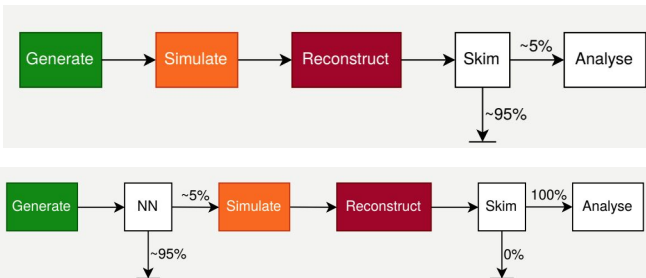 Generate Simulate Reconstruct Skim ~5% Analyse
~95%
Generate NN ~5% Simulate Reconstruct Skim 100% Analyse
~95% 0%